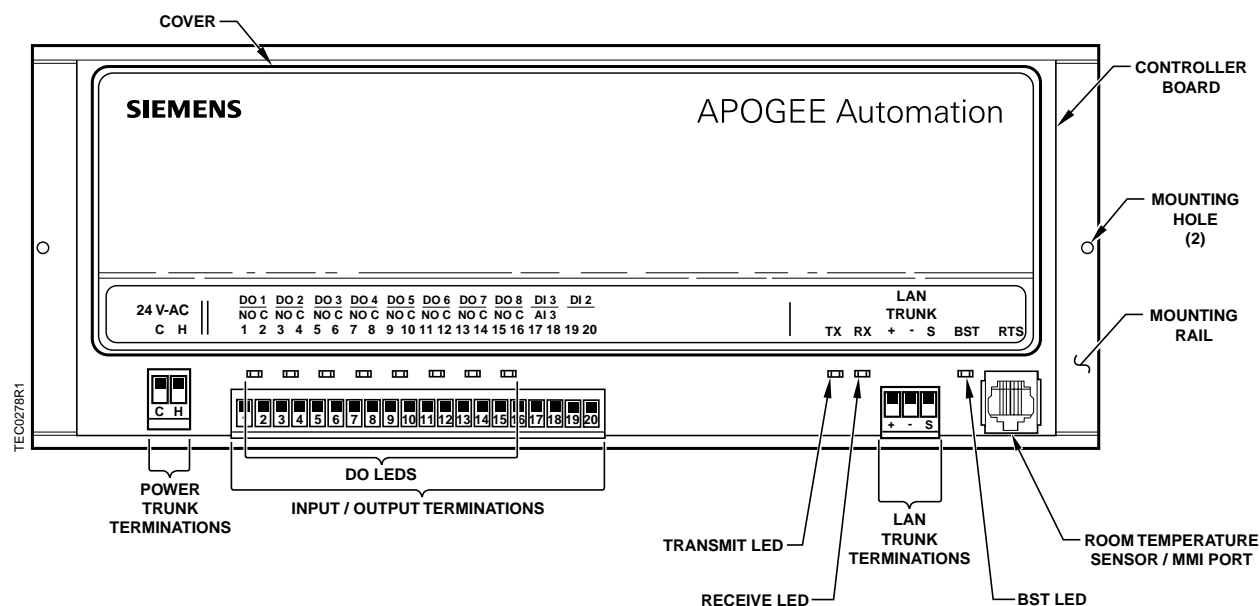 COVER
CONTROLLER
BOARD
SIEMENS
APOGEE Automation
MOUNTING
HOLE
(2)
MOUNTING
RAIL
24 V-AC
C H
DO 1 DO 2 DO 3 DO 4 DO 5 DO 6 DO 7 DO 8 DI 3 DI 2
NO C NO C NO C NO C NO C NO C NO C NO C AI 3
1 2 3 4 5 6 7 8 9 10 11 12 13 14 15 16 17 18 19 20
LAN
TRUNK
TX RX + - S BST RTS
C H
1 2 3 4 5 6 7 8 9 10 11 12 13 14 15 16 17 18 19 20
+ - S
TEC0278R1
DO LEDS
POWER
TRUNK
TERMINATIONS
INPUT / OUTPUT TERMINATIONS
LAN
TRUNK
TERMINATIONS
TRANSMIT LED
ROOM TEMPERATURE
SENSOR / MMI PORT
RECEIVE LED
BST LED